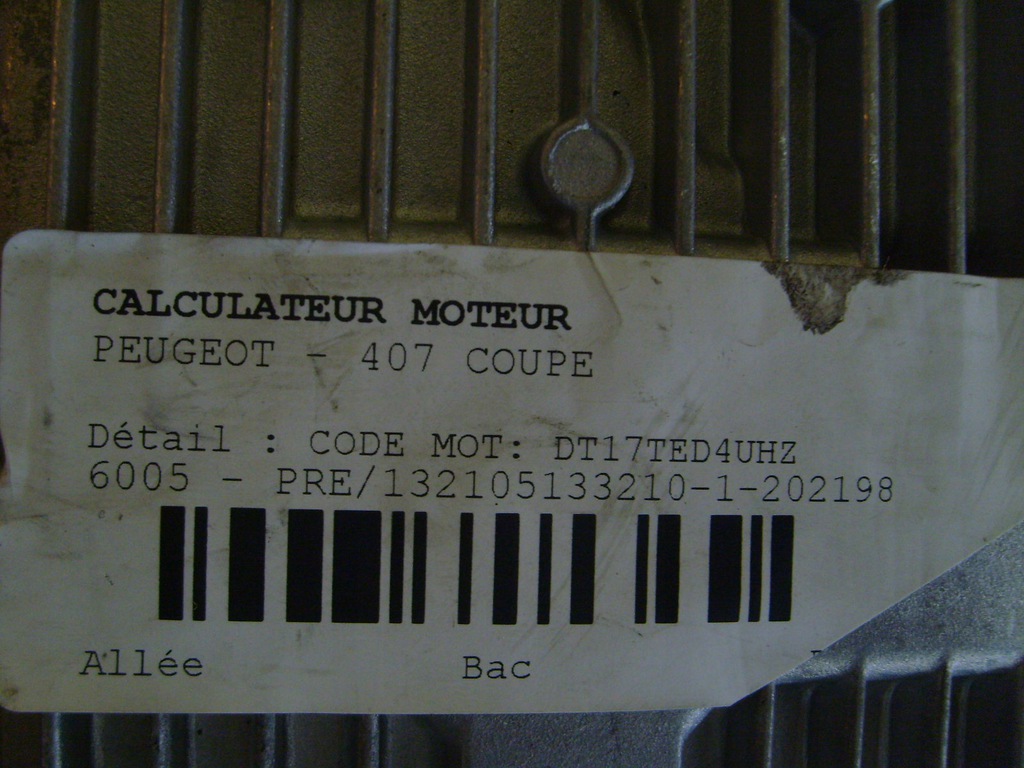 CALCULATEUR MOTEUR
PEUGEOT - 407 COUPE
Détail : CODE MOT: DT17TED4UHZ
6005 - PRE/132105133210-1-202198
Allée Bac